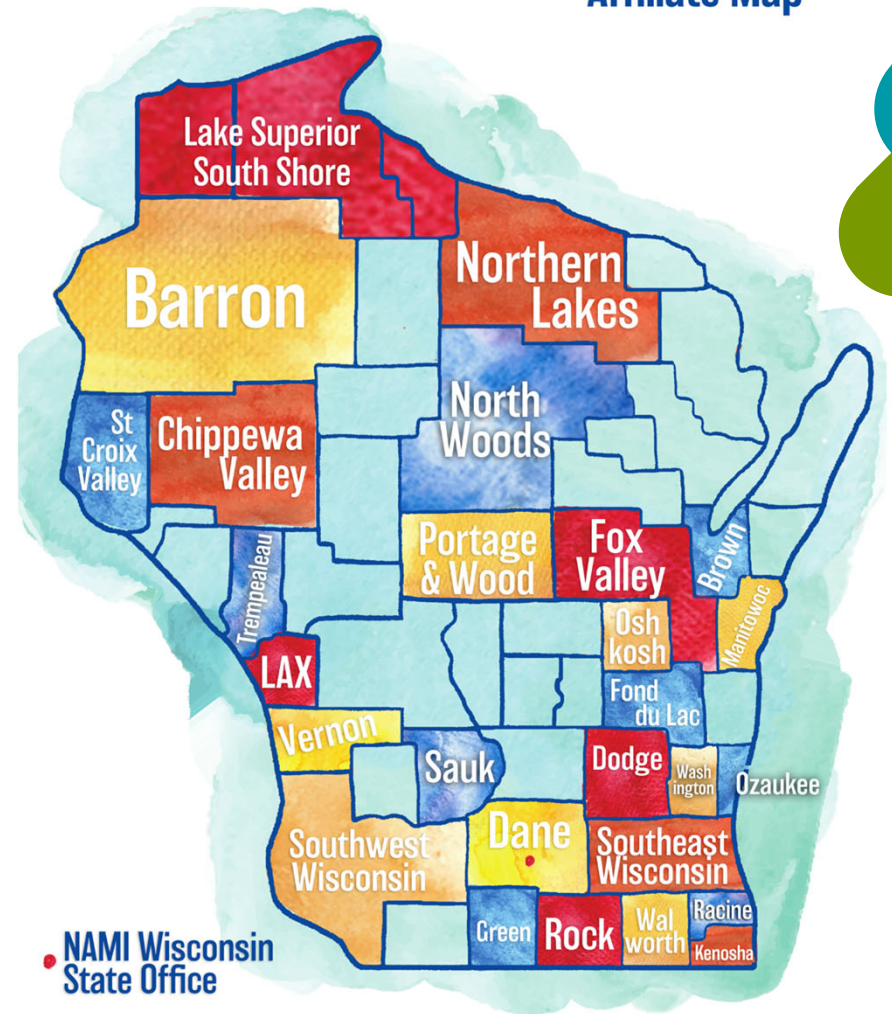 Affiliate Map
Lake Superior
South Shore
Barron
Northern
Lakes
St
Croix
Valley
Chippewa
Valley
North
Woods
Trempealeau
Portage
& Wood
Fox
Valley
Brown
Manitowoc
Osh
kosh
LAX
Fond
du Lac
Vernon
Sauk
Dodge
Wash
ington
Ozaukee
Southwest
Wisconsin
Dane
Southeast
Wisconsin
Green
Rock
Wal
worth
Racine
Kenosha
NAMI Wisconsin
State Office